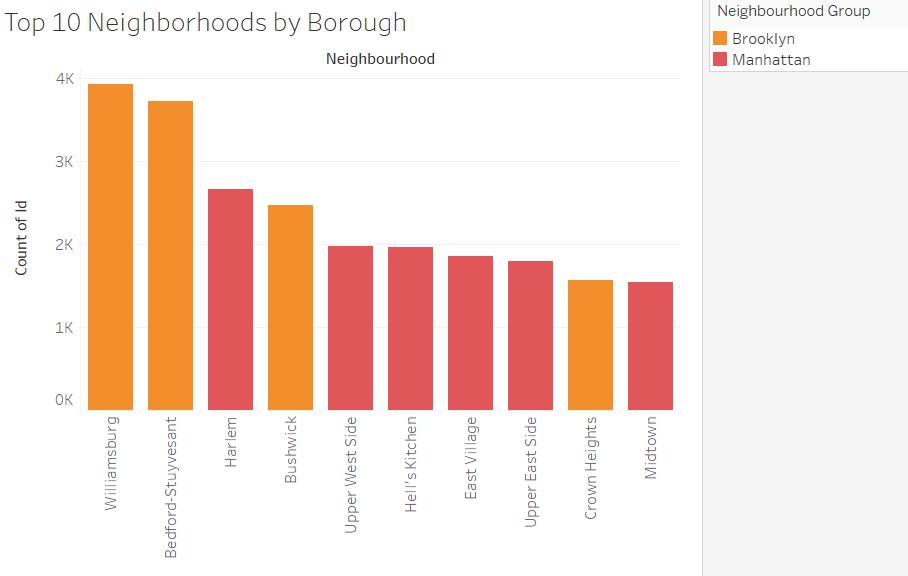 Top 10 Neighborhoods by Borough
Neighbourhood
4K
3K
2K
1K
0K
Count of Id
Williamsburg
Bedford-Stuyvesant
Harlem
Bushwick
Upper West Side
Hell's Kitchen
East Village
Upper East Side
Crown Heights
Midtown
Neighbourhood Group
Brooklyn
Manhattan